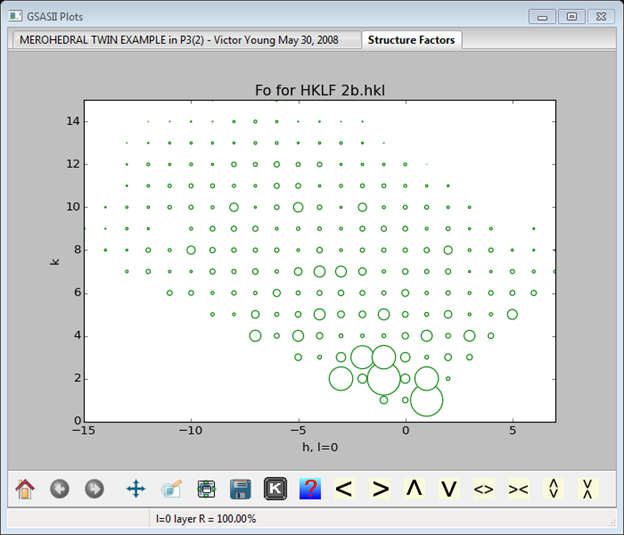 GSASII Plots
MEROHEDRAL TWIN EXAMPLE in P3(2) - Victor Young May 30, 2008 Structure Factors
Fo for HKLF 2b.hkl
14
12
10
8
k
6
4
2
0
−15 −10 −5 0 5
h, l=0
K ? < > Λ V <> >< 
l=0 layer R = 100.00%